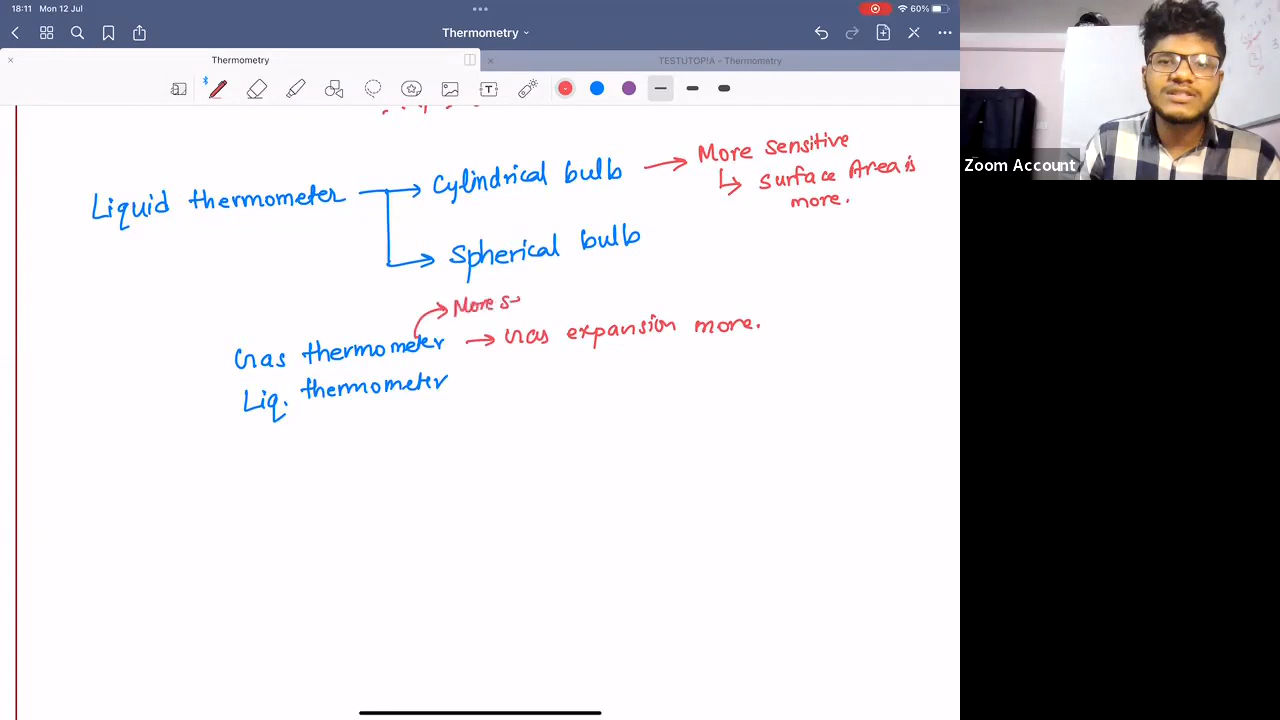 18:11 Mon 12 Jul
60%
Thermometry
Thermometry
TESTUTOPIA - Thermometry
Zoom Account
Liquid thermometer → Cylindrical bulb → More sensitive
↳ Surface Area is
more.
→ Spherical bulb
→ More s
Gas thermometer → Gas expansion more.
Liq. thermometer